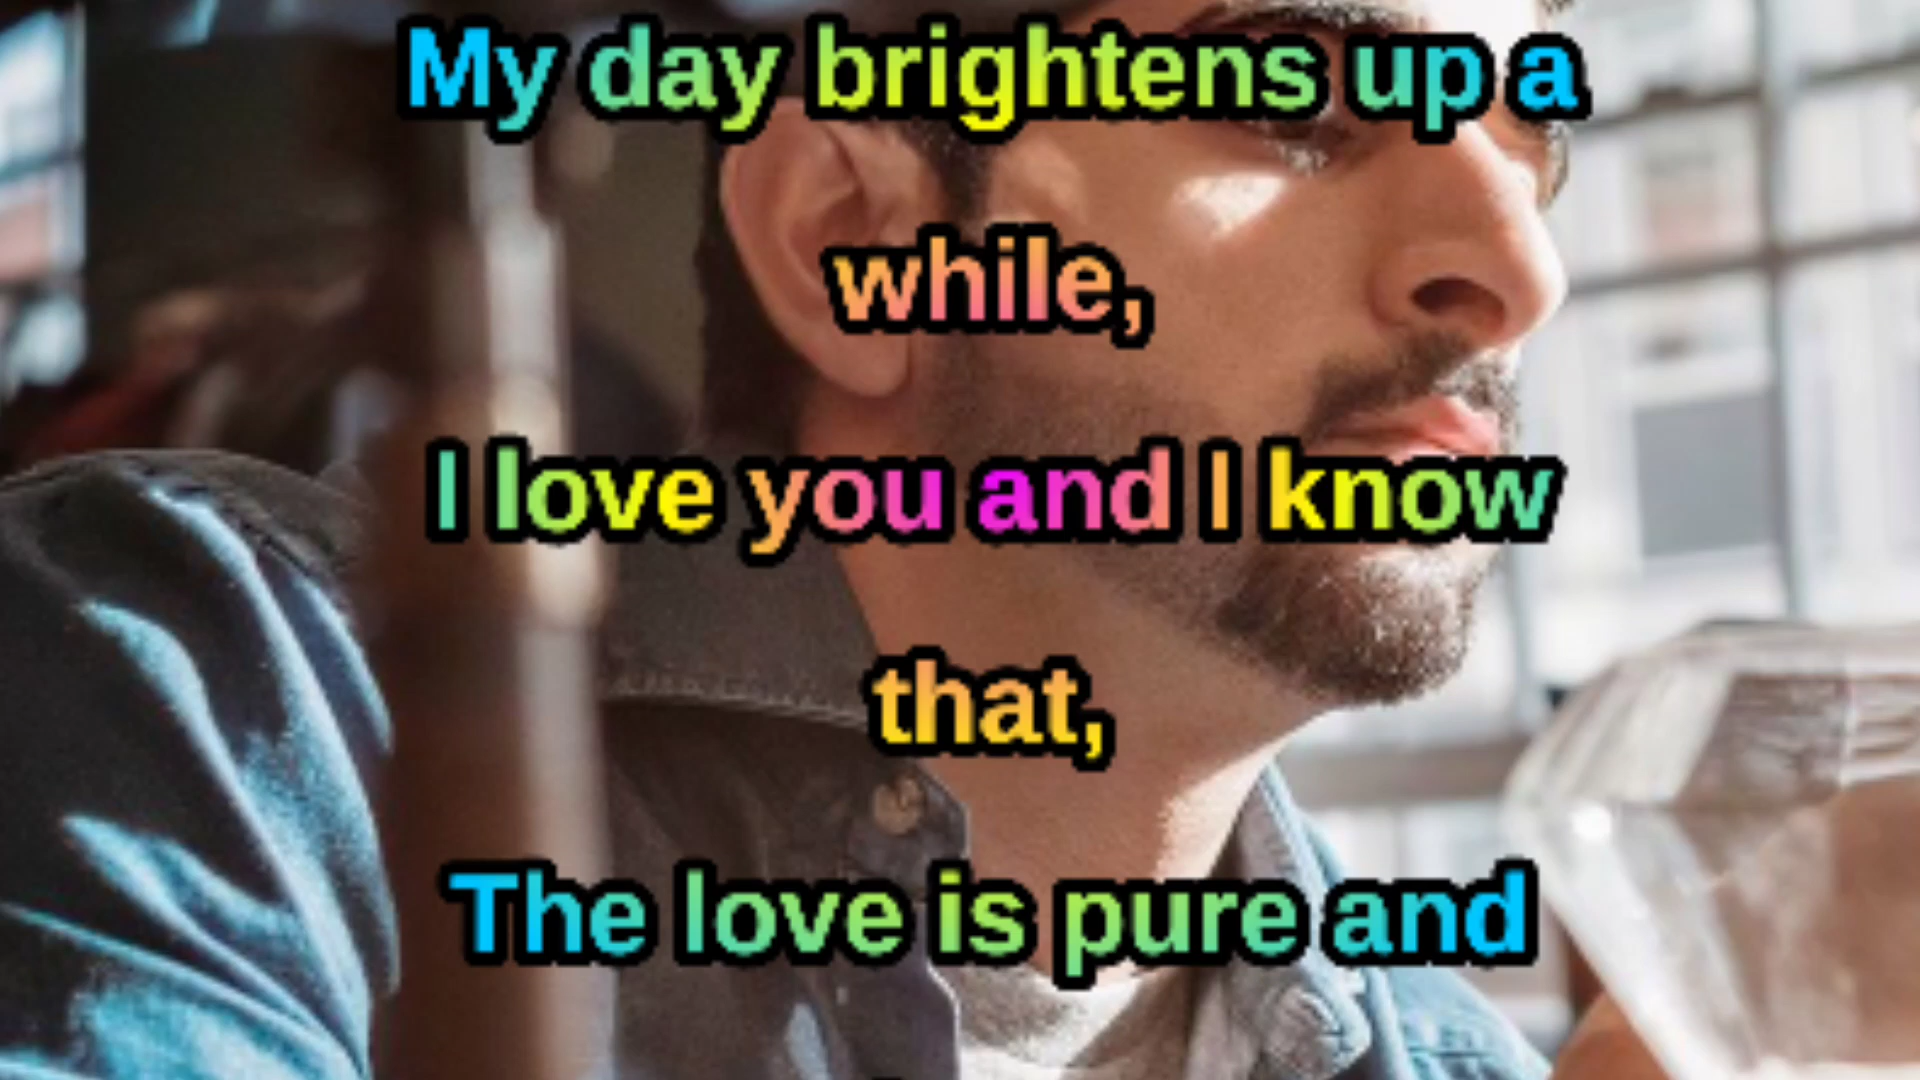 My day brightens up a
while,
I love you and I know
that,
The love is pure and